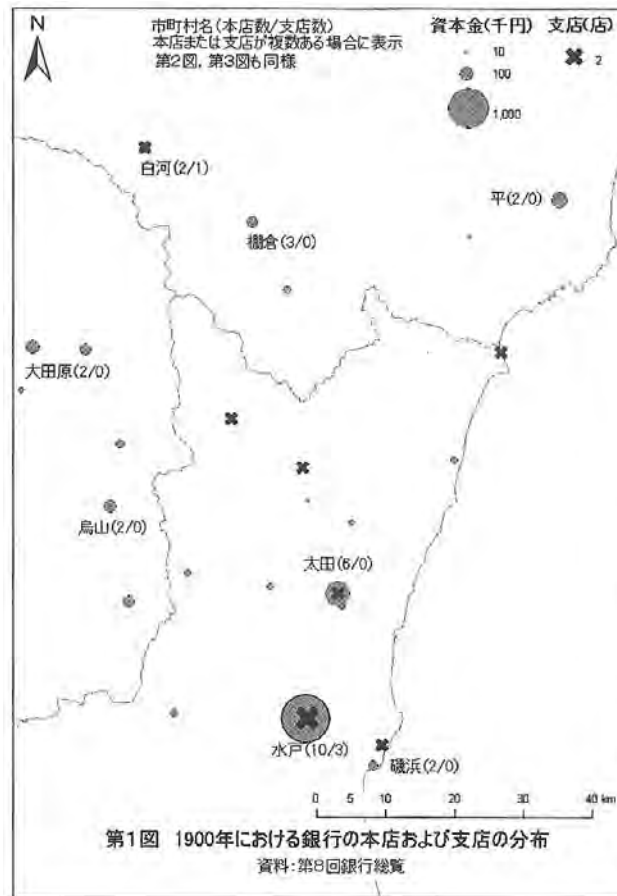 N
市町村名(本店数/支店数)
本店または支店が複数ある場合に表示
第2図，第3図も同様
資本金(千円) 支店(店)
10
100
1,000
2
白河(2/1)
平(2/0)
棚倉(3/0)
大田原(2/0)
烏山(2/0)
太田(6/0)
水戸(10/3)
磯浜(2/0)
0 5 10 20 30 40 km
第1図 1900年における銀行の本店および支店の分布
資料：第8回銀行総覧